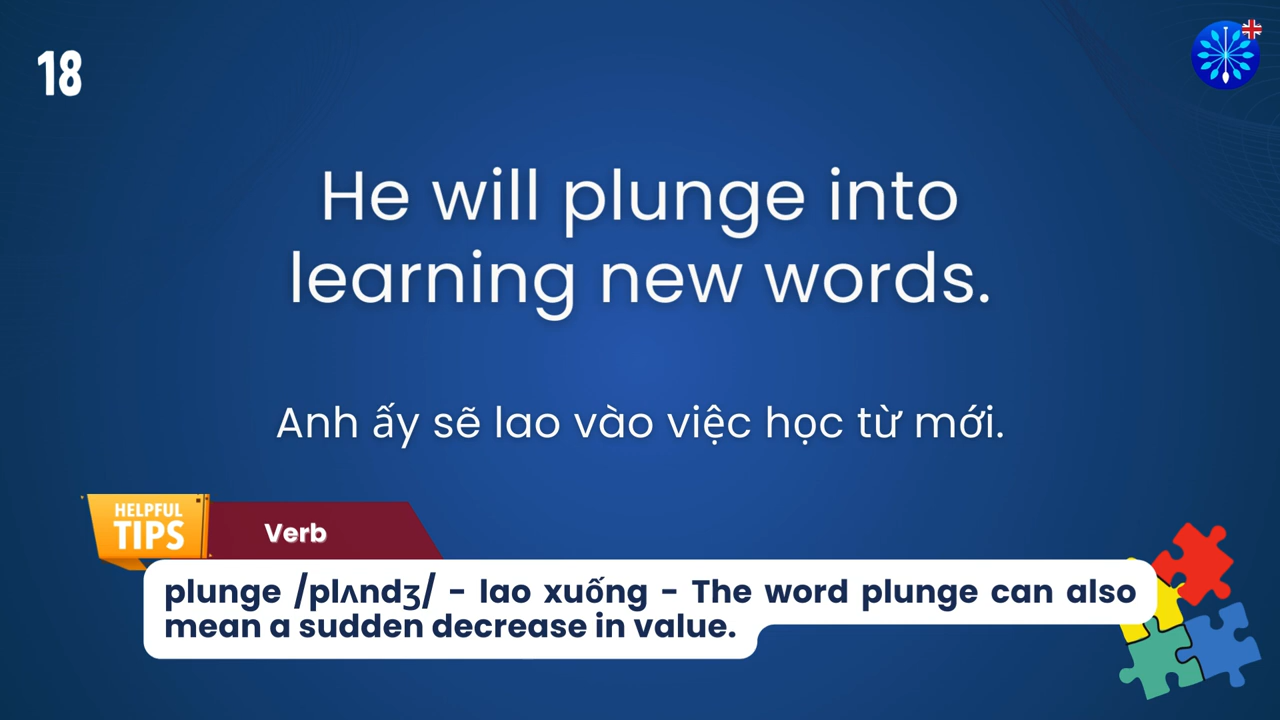 18
He will plunge into
learning new words.
Anh ấy sẽ lao vào việc học từ mới.
HELPFUL
TIPS
Verb
plunge /plʌndʒ/ - lao xuống - The word plunge can also
mean a sudden decrease in value.